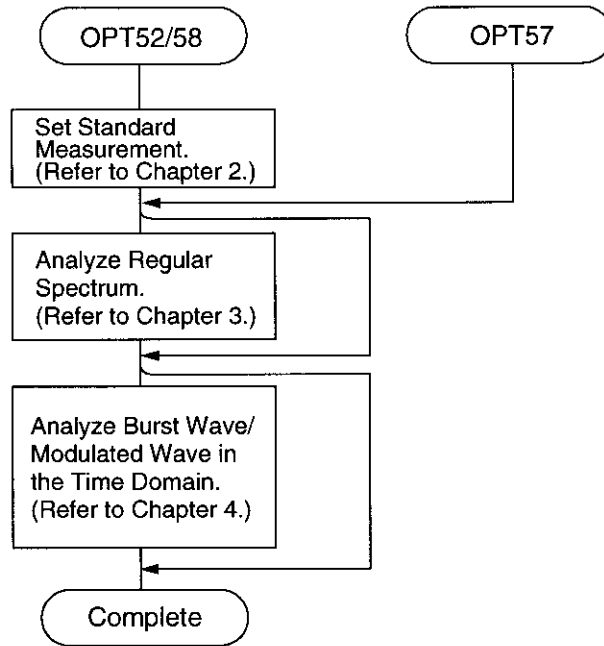 OPT52/58
OPT57
Set Standard
Measurement.
(Refer to Chapter 2.)
Analyze Regular
Spectrum.
(Refer to Chapter 3.)
Analyze Burst Wave/
Modulated Wave in
the Time Domain.
(Refer to Chapter 4.)
Complete